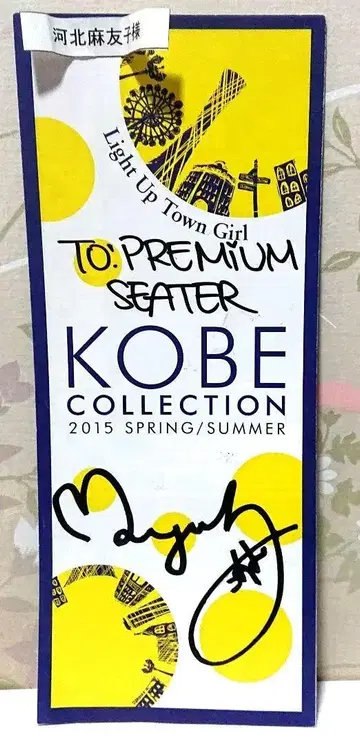 河北麻友子様
Light Up Town Girl
TO: PREMIUM
SEATER
KOBE
COLLECTION
2015 SPRING/SUMMER